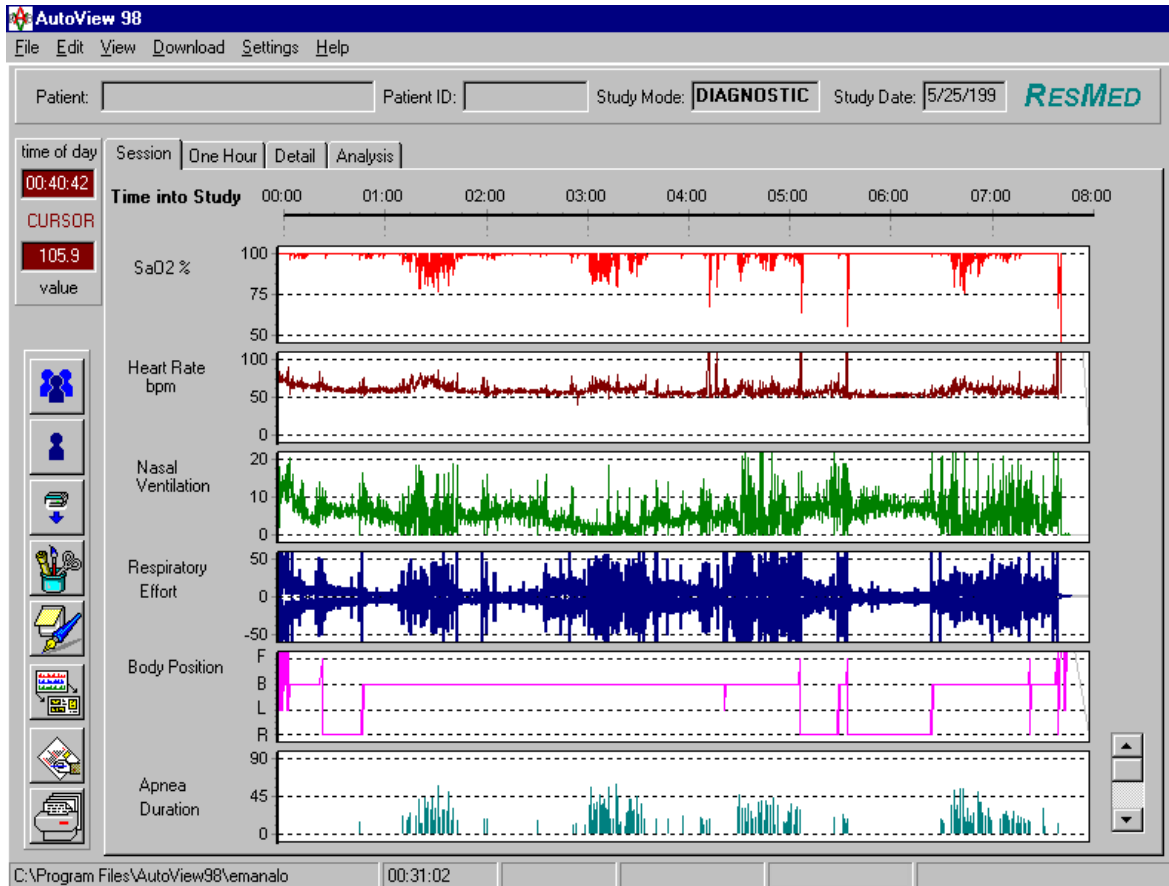 AutoView 98
File Edit View Download Settings Help
Patient: Patient ID: Study Mode: DIAGNOSTIC Study Date: 5/25/199 RESMED
time of day
00:40:42
CURSOR
105.9
value
Session One Hour Detail Analysis
Time into Study 00:00 01:00 02:00 03:00 04:00 05:00 06:00 07:00 08:00
SaO2 %
100
75
50
Heart Rate
bpm
100
50
0
Nasal
Ventilation
20
10
0
Respiratory
Effort
50
0
-50
Body Position
F
B
L
R
Apnea
Duration
90
45
0
C:\Program Files\AutoView98\emanalo 00:31:02